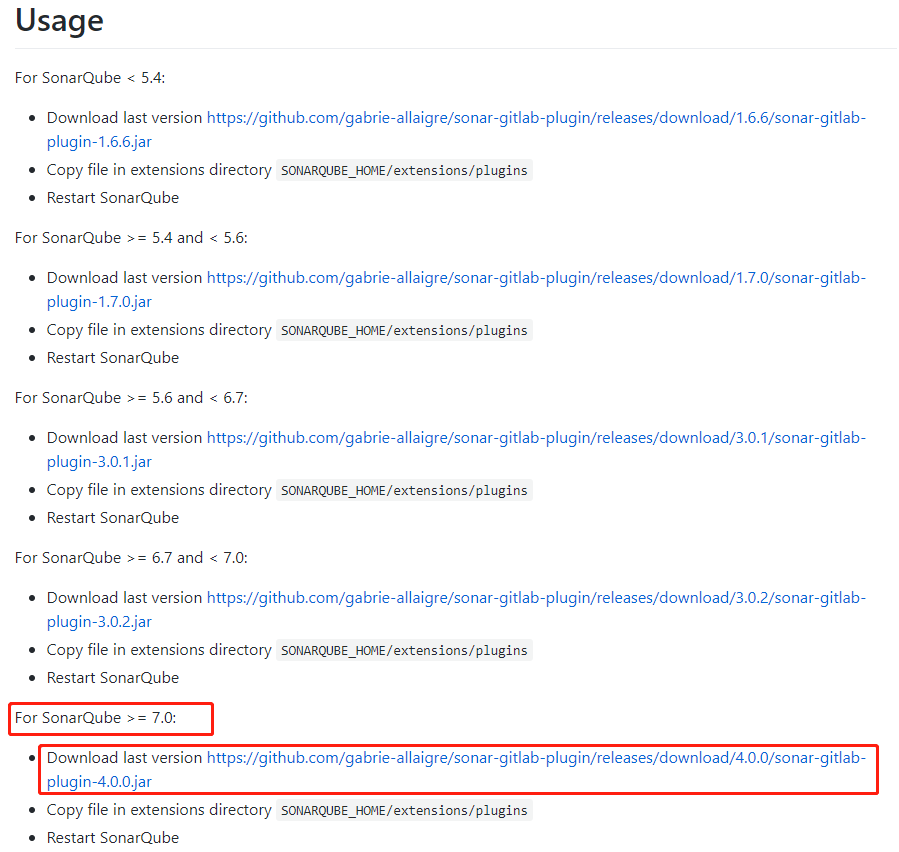 Usage
For SonarQube < 5.4:
Download last version https://github.com/gabrie-allaigre/sonar-gitlab-plugin/releases/download/1.6.6/sonar-gitlab-
plugin-1.6.6.jar
Copy file in extensions directory SONARQUBE_HOME/extensions/plugins
Restart SonarQube
For SonarQube >= 5.4 and < 5.6:
Download last version https://github.com/gabrie-allaigre/sonar-gitlab-plugin/releases/download/1.7.0/sonar-gitlab-
plugin-1.7.0.jar
Copy file in extensions directory SONARQUBE_HOME/extensions/plugins
Restart SonarQube
For SonarQube >= 5.6 and < 6.7:
Download last version https://github.com/gabrie-allaigre/sonar-gitlab-plugin/releases/download/3.0.1/sonar-gitlab-
plugin-3.0.1.jar
Copy file in extensions directory SONARQUBE_HOME/extensions/plugins
Restart SonarQube
For SonarQube >= 6.7 and < 7.0:
Download last version https://github.com/gabrie-allaigre/sonar-gitlab-plugin/releases/download/3.0.2/sonar-gitlab-
plugin-3.0.2.jar
Copy file in extensions directory SONARQUBE_HOME/extensions/plugins
Restart SonarQube
For SonarQube >= 7.0:
Download last version https://github.com/gabrie-allaigre/sonar-gitlab-plugin/releases/download/4.0.0/sonar-gitlab-
plugin-4.0.0.jar
Copy file in extensions directory SONARQUBE_HOME/extensions/plugins
Restart SonarQube